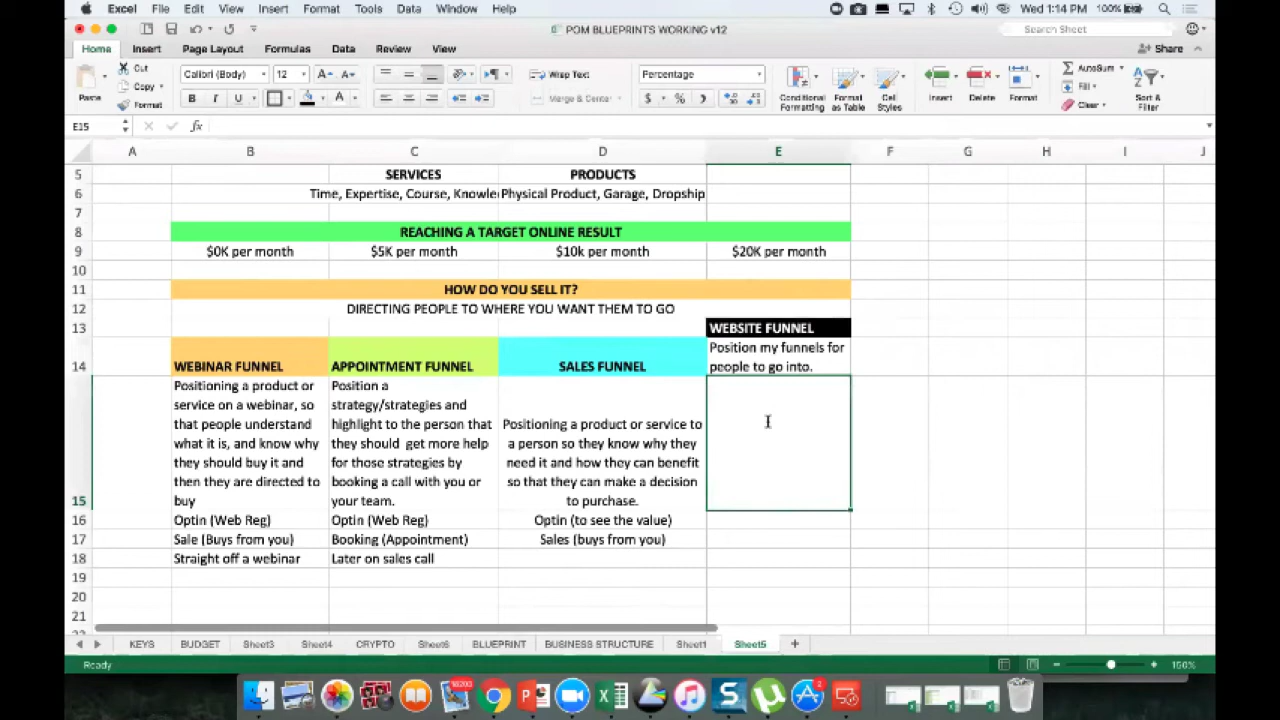 Excel File Edit View Insert Format Tools Data Window Help Wed 1:14 PM 100%
POM BLUEPRINTS WORKING v12
Search Sheet
Home Insert Page Layout Formulas Data Review View Share
Paste Cut Copy Format
Calibri (Body) 12
B I U A
Wrap Text
Merge & Center
Percentage
$ %
Conditional Formatting
Format as Table
Cell Styles
Insert Delete Format
AutoSum
Fill
Clear
Sort & Filter
E15 fx
A B C D E F G H I J
5 SERVICES PRODUCTS
6 Time, Expertise, Course, Knowle Physical Product, Garage, Dropship
7
8 REACHING A TARGET ONLINE RESULT
9 $0K per month $5K per month $10k per month $20K per month
10
11 HOW DO YOU SELL IT?
12 DIRECTING PEOPLE TO WHERE YOU WANT THEM TO GO
13 WEBSITE FUNNEL
Position my funnels for
people to go into.
14 WEBINAR FUNNEL APPOINTMENT FUNNEL SALES FUNNEL
Positioning a product or
service on a webinar, so
that people understand
what it is, and know why
they should buy it and
then they are directed to
buy
Position a
strategy/strategies and
highlight to the person that
they should get more help
for those strategies by
booking a call with you or
your team.
Positioning a product or service to
a person so they know why they
need it and how they can benefit
so that they can make a decision
to purchase.
15
16 Optin (Web Reg) Optin (Web Reg) Optin (to see the value)
17 Sale (Buys from you) Booking (Appointment) Sales (buys from you)
18 Straight off a webinar Later on sales call
19
20
21
KEYS BUDGET Sheet3 Sheet4 CRYPTO Sheet6 BLUEPRINT BUSINESS STRUCTURE Sheet1 Sheet5 +
Ready 150%